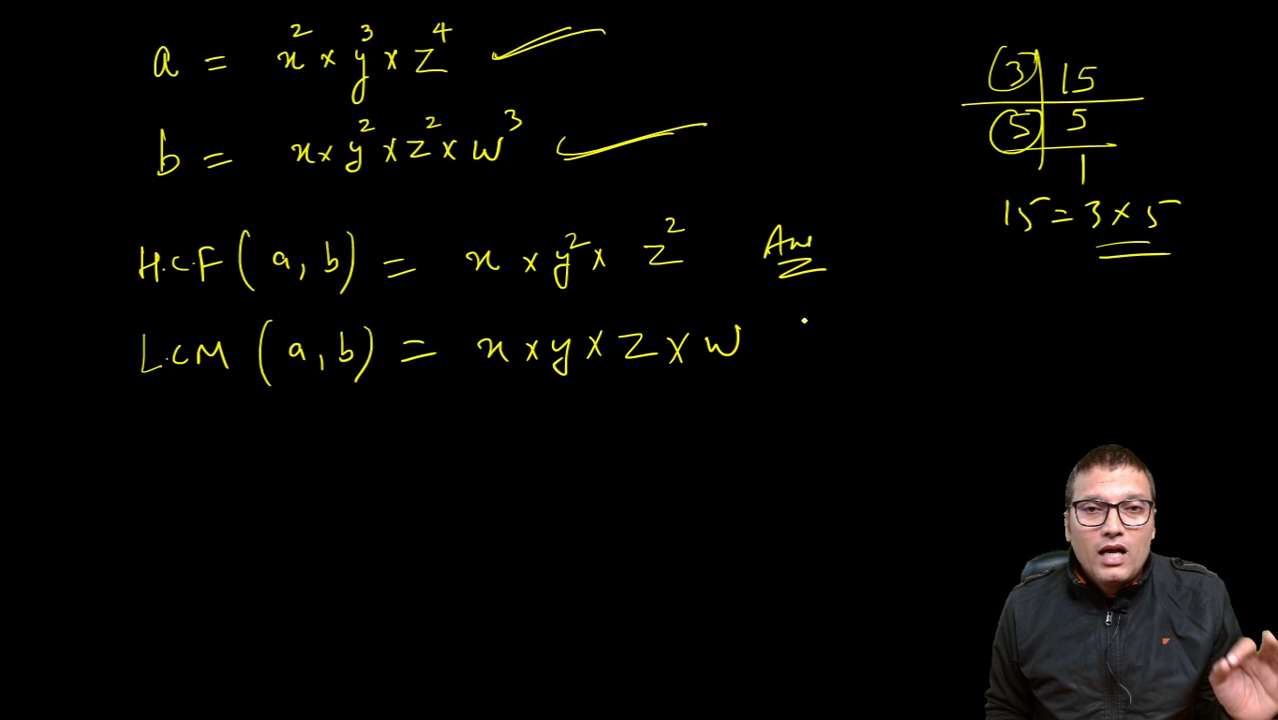 a = x² × y³ × z⁴
b = x × y² × z² × w³
H.C.F (a, b) = x × y² × z² Ans
L.C.M (a, b) = x × y × z × w
3 | 15
5 | 5
1
15 = 3 × 5